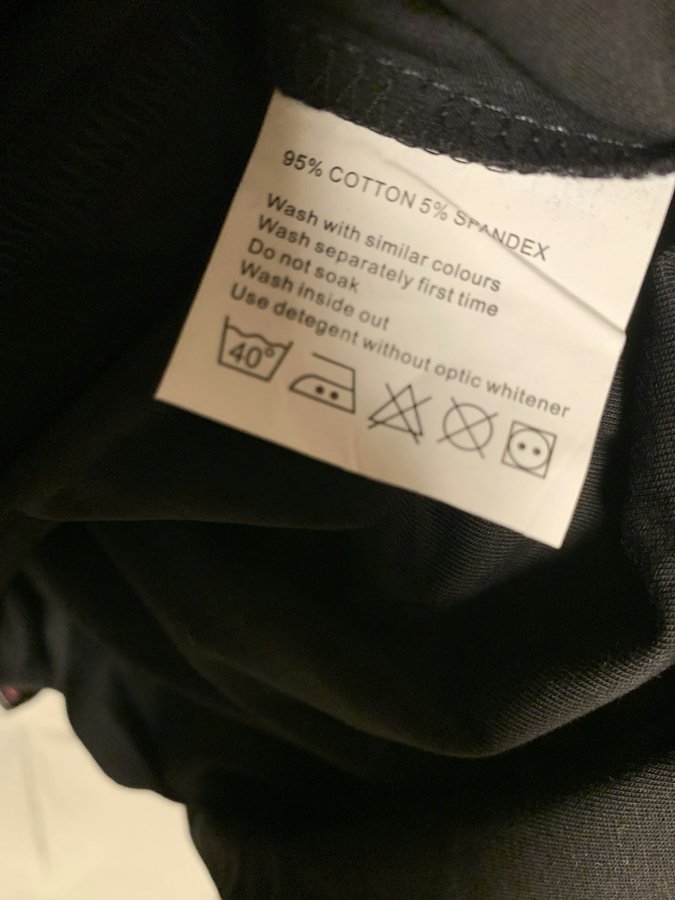 95% COTTON 5% SPANDEX
Wash with similar colours
Wash separately first time
Do not soak
Wash inside out
Use detegent without optic whitener
40°